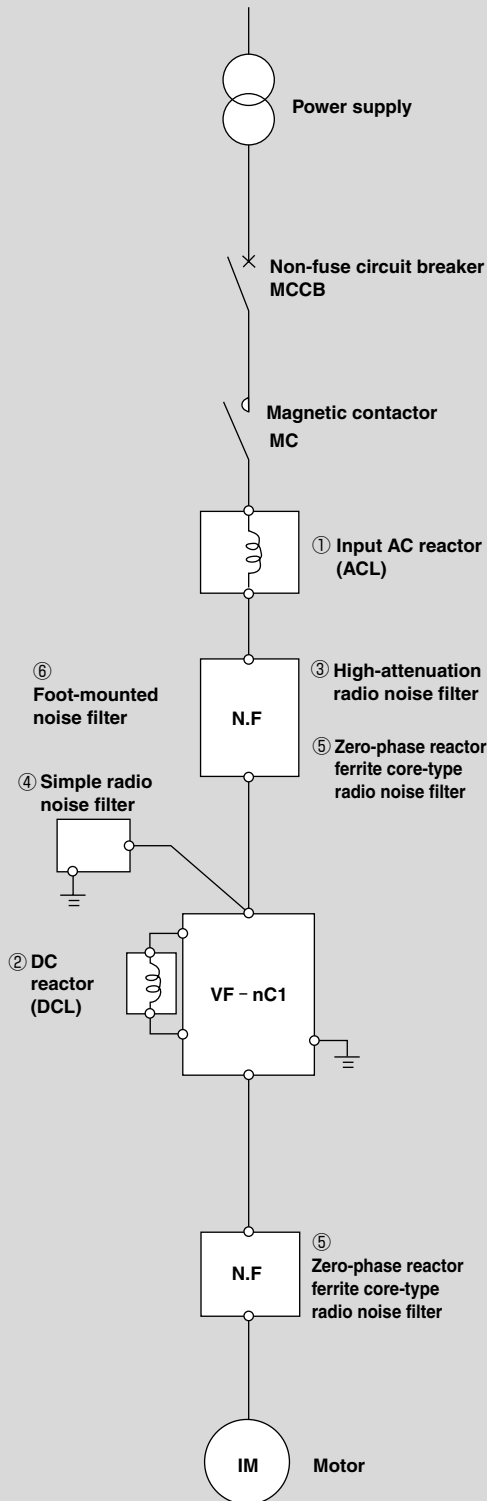 Power supply
Non-fuse circuit breaker
MCCB
Magnetic contactor
MC
① Input AC reactor
(ACL)
⑥
Foot-mounted
noise filter
N.F
③ High-attenuation
radio noise filter
⑤ Zero-phase reactor
ferrite core-type
radio noise filter
④ Simple radio
noise filter
② DC
reactor
(DCL)
VF－nC1
N.F
⑤
Zero-phase reactor
ferrite core-type
radio noise filter
IM
Motor